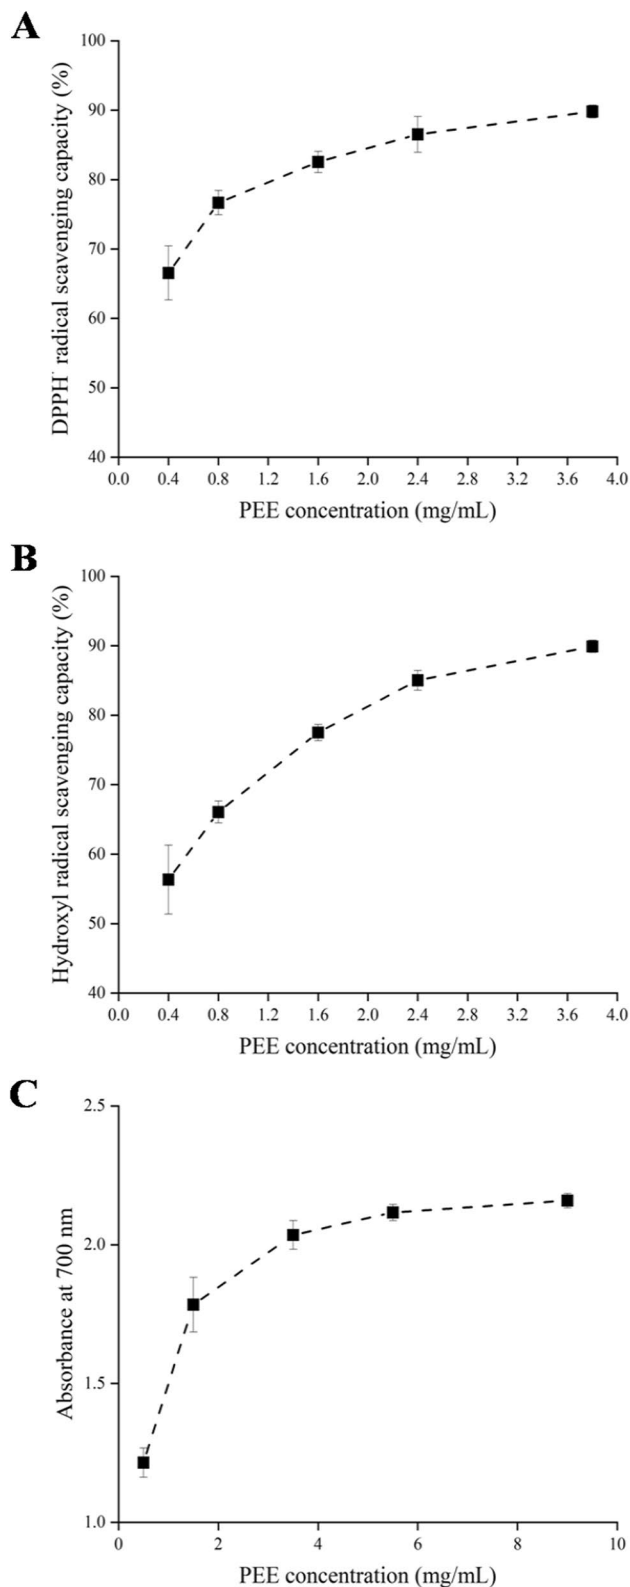 A
DPPH· radical scavenging capacity (%)
100
90
80
70
60
50
40
0.0 0.4 0.8 1.2 1.6 2.0 2.4 2.8 3.2 3.6 4.0
PEE concentration (mg/mL)
B
Hydroxyl radical scavenging capacity (%)
100
90
80
70
60
50
40
0.0 0.4 0.8 1.2 1.6 2.0 2.4 2.8 3.2 3.6 4.0
PEE concentration (mg/mL)
C
Absorbance at 700 nm
2.5
2.0
1.5
1.0
0 2 4 6 8 10
PEE concentration (mg/mL)